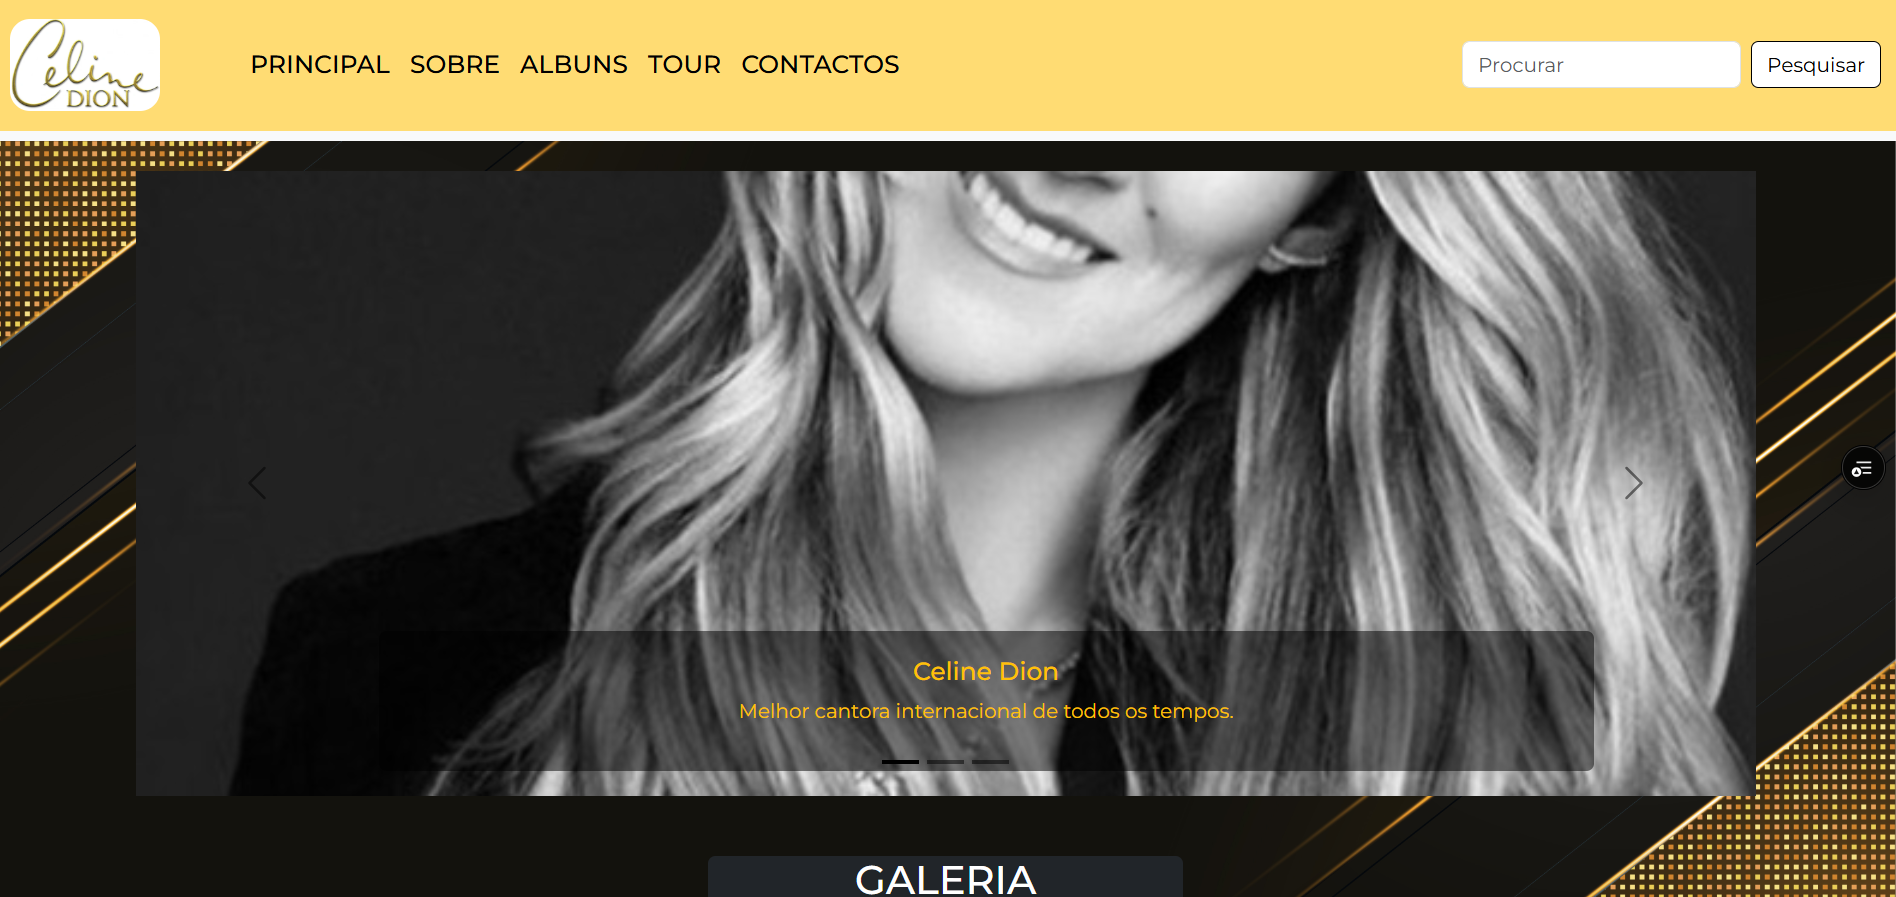 Celine
DION
PRINCIPAL SOBRE ALBUNS TOUR CONTACTOS
Procurar
Pesquisar
Celine Dion
Melhor cantora internacional de todos os tempos.
GALERIA